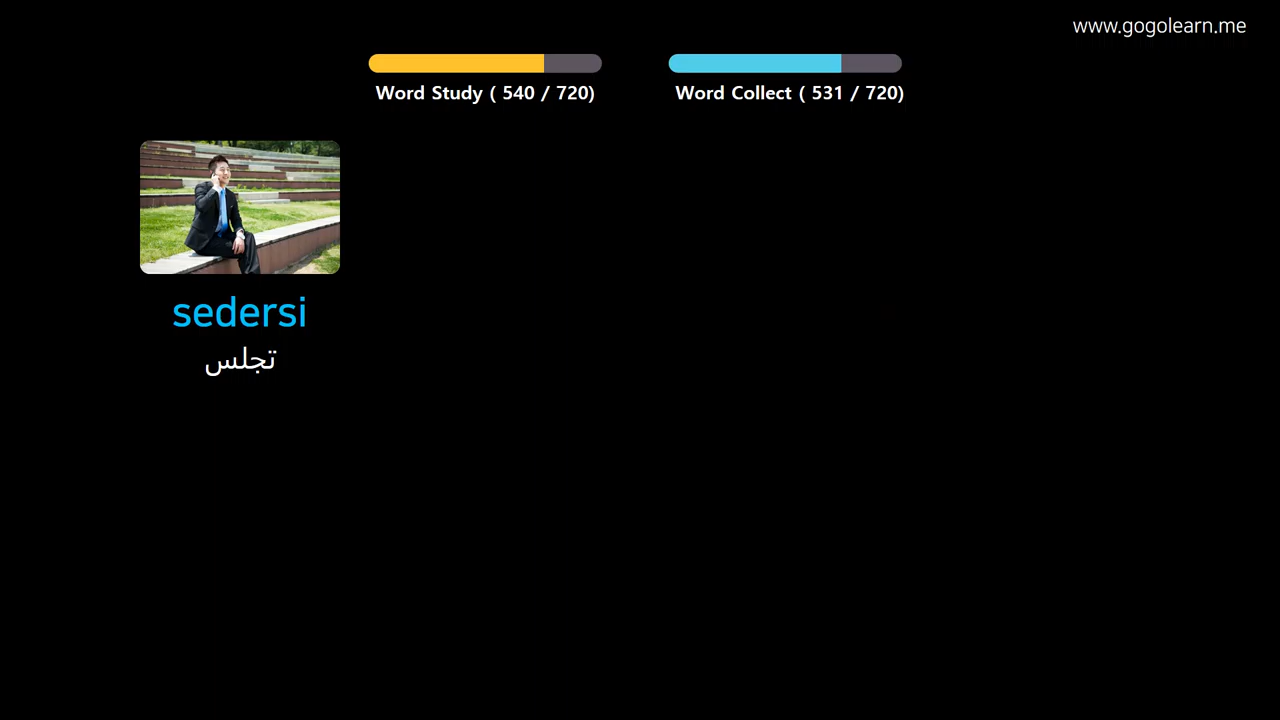 www.gogolearn.me
Word Study ( 540 / 720)
Word Collect ( 531 / 720)
sedersi
تجلس